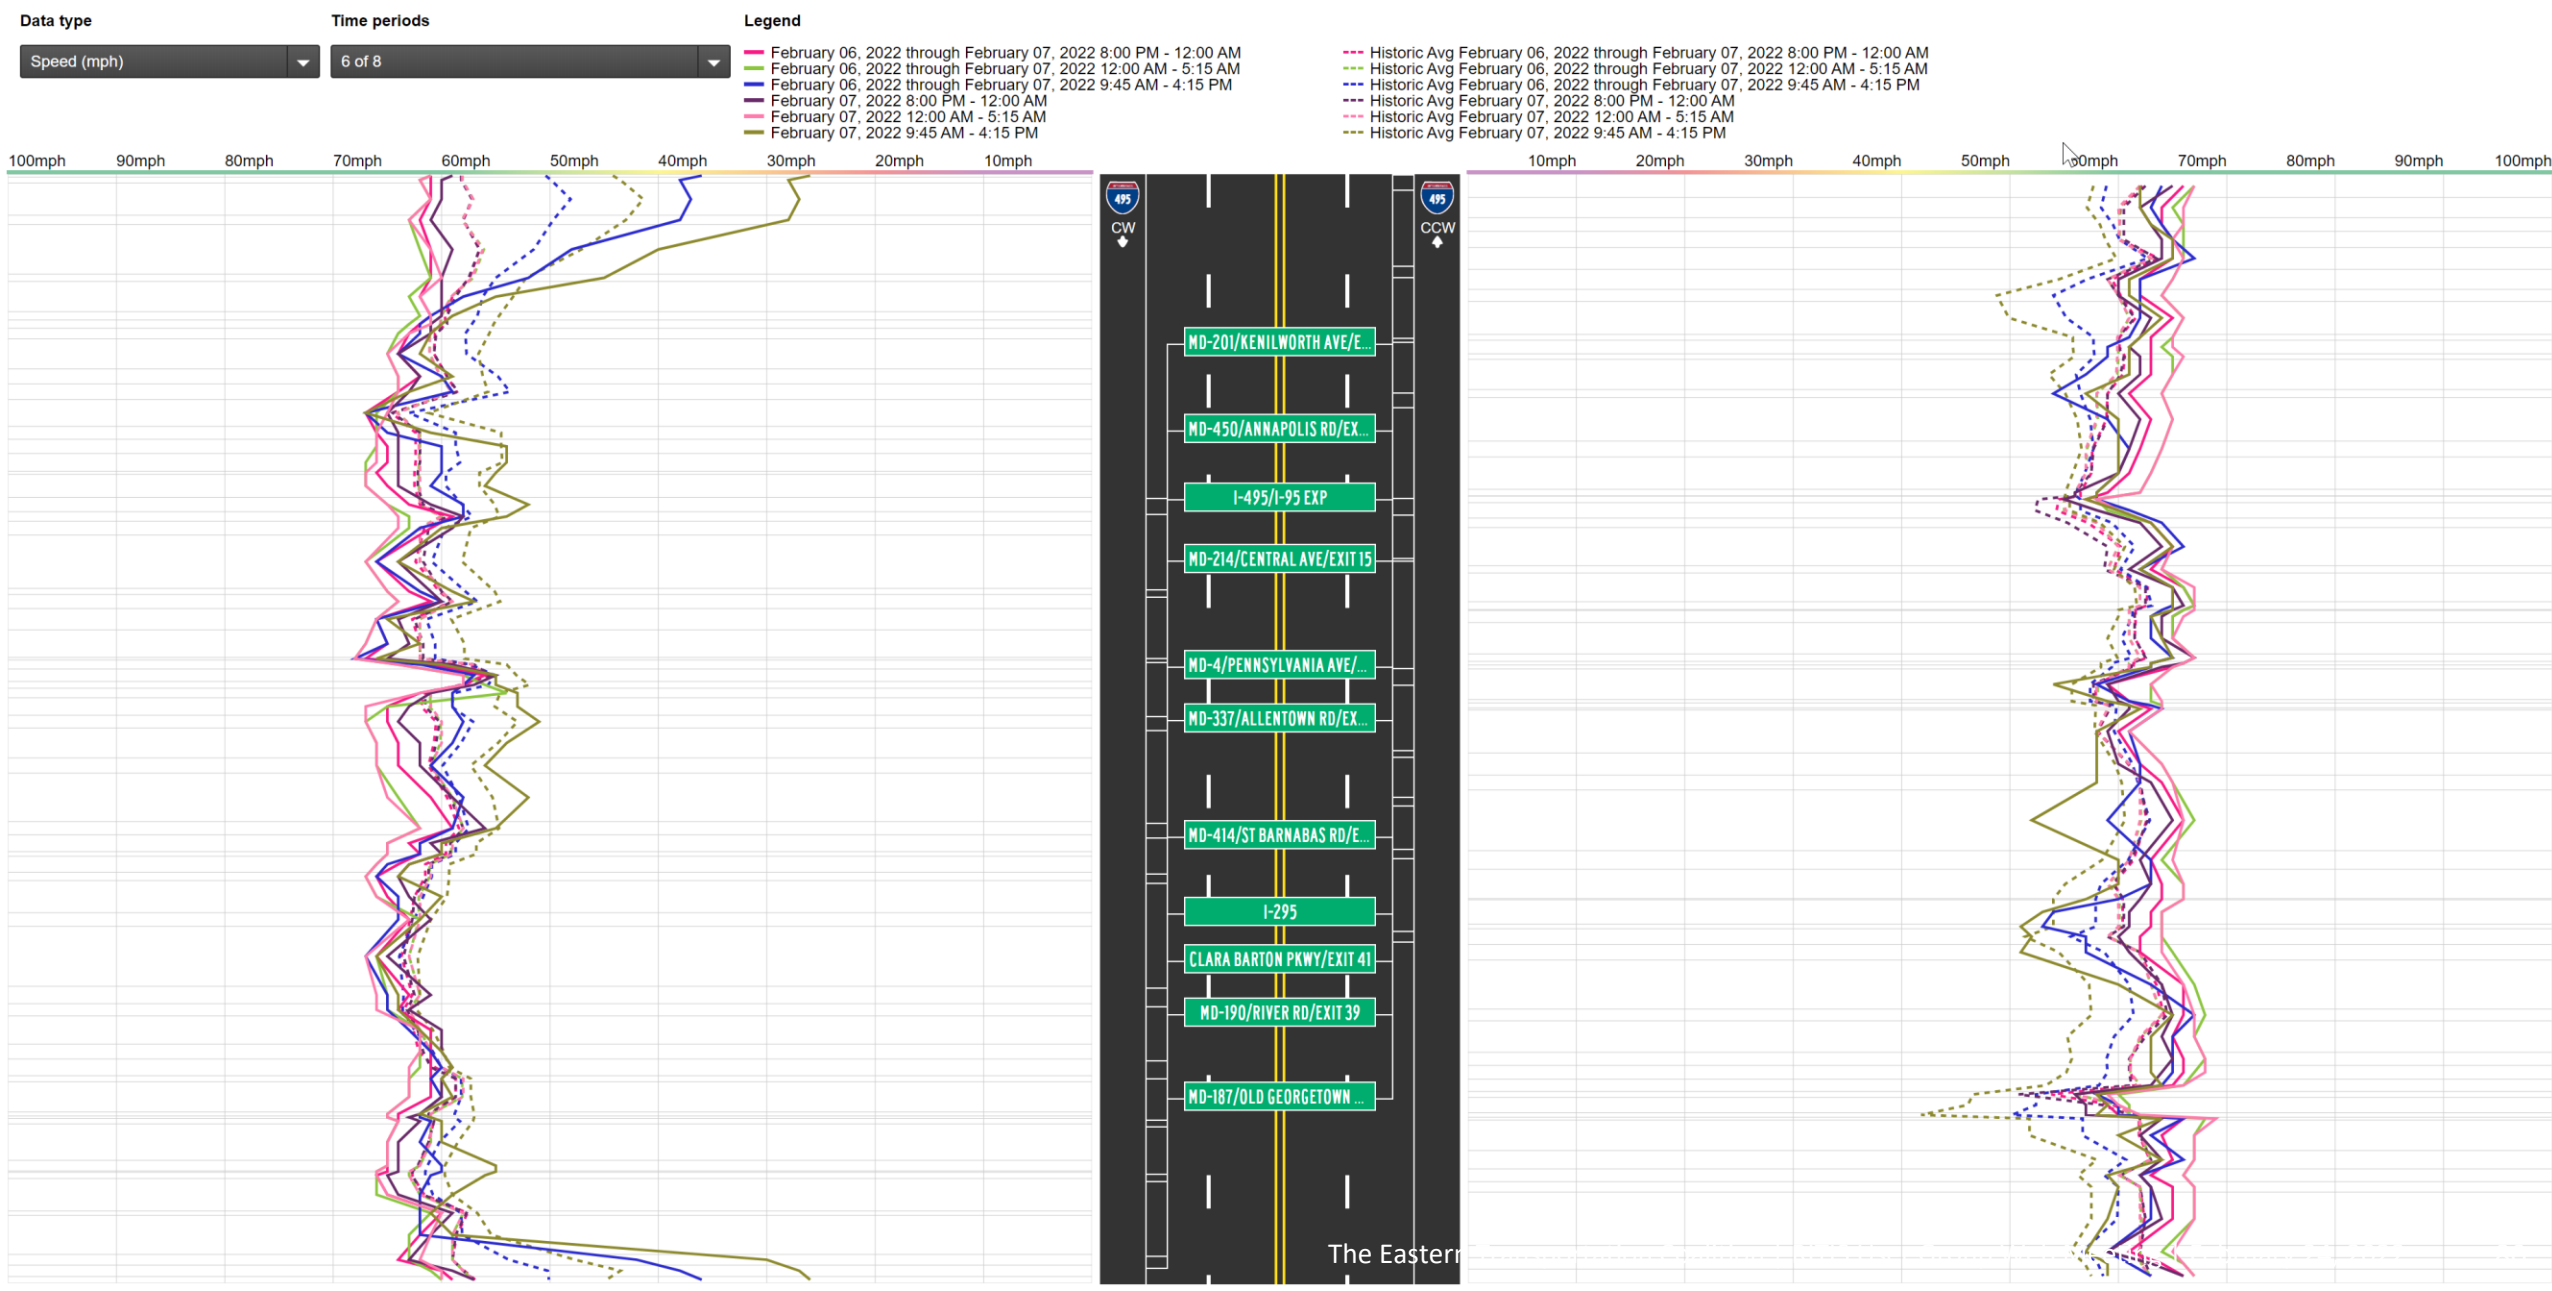 Data type
Time periods
Legend
Speed (mph)
6 of 8
February 06, 2022 through February 07, 2022 8:00 PM - 12:00 AM
February 06, 2022 through February 07, 2022 12:00 AM - 5:15 AM
February 06, 2022 through February 07, 2022 9:45 AM - 4:15 PM
February 07, 2022 8:00 PM - 12:00 AM
February 07, 2022 12:00 AM - 5:15 AM
February 07, 2022 9:45 AM - 4:15 PM
Historic Avg February 06, 2022 through February 07, 2022 8:00 PM - 12:00 AM
Historic Avg February 06, 2022 through February 07, 2022 12:00 AM - 5:15 AM
Historic Avg February 06, 2022 through February 07, 2022 9:45 AM - 4:15 PM
Historic Avg February 07, 2022 8:00 PM - 12:00 AM
Historic Avg February 07, 2022 12:00 AM - 5:15 AM
Historic Avg February 07, 2022 9:45 AM - 4:15 PM
100mph 90mph 80mph 70mph 60mph 50mph 40mph 30mph 20mph 10mph
10mph 20mph 30mph 40mph 50mph 60mph 70mph 80mph 90mph 100mph
495
CW
495
CCW
MD-201/KENILWORTH AVE/E...
MD-450/ANNAPOLIS RD/EX...
I-495/I-95 EXP
MD-214/CENTRAL AVE/EXIT 15
MD-4/PENNSYLVANIA AVE/...
MD-337/ALLENTOWN RD/EX...
MD-414/ST BARNABAS RD/E...
I-295
CLARA BARTON PKWY/EXIT 41
MD-190/RIVER RD/EXIT 39
MD-187/OLD GEORGETOWN ...
The Eastern